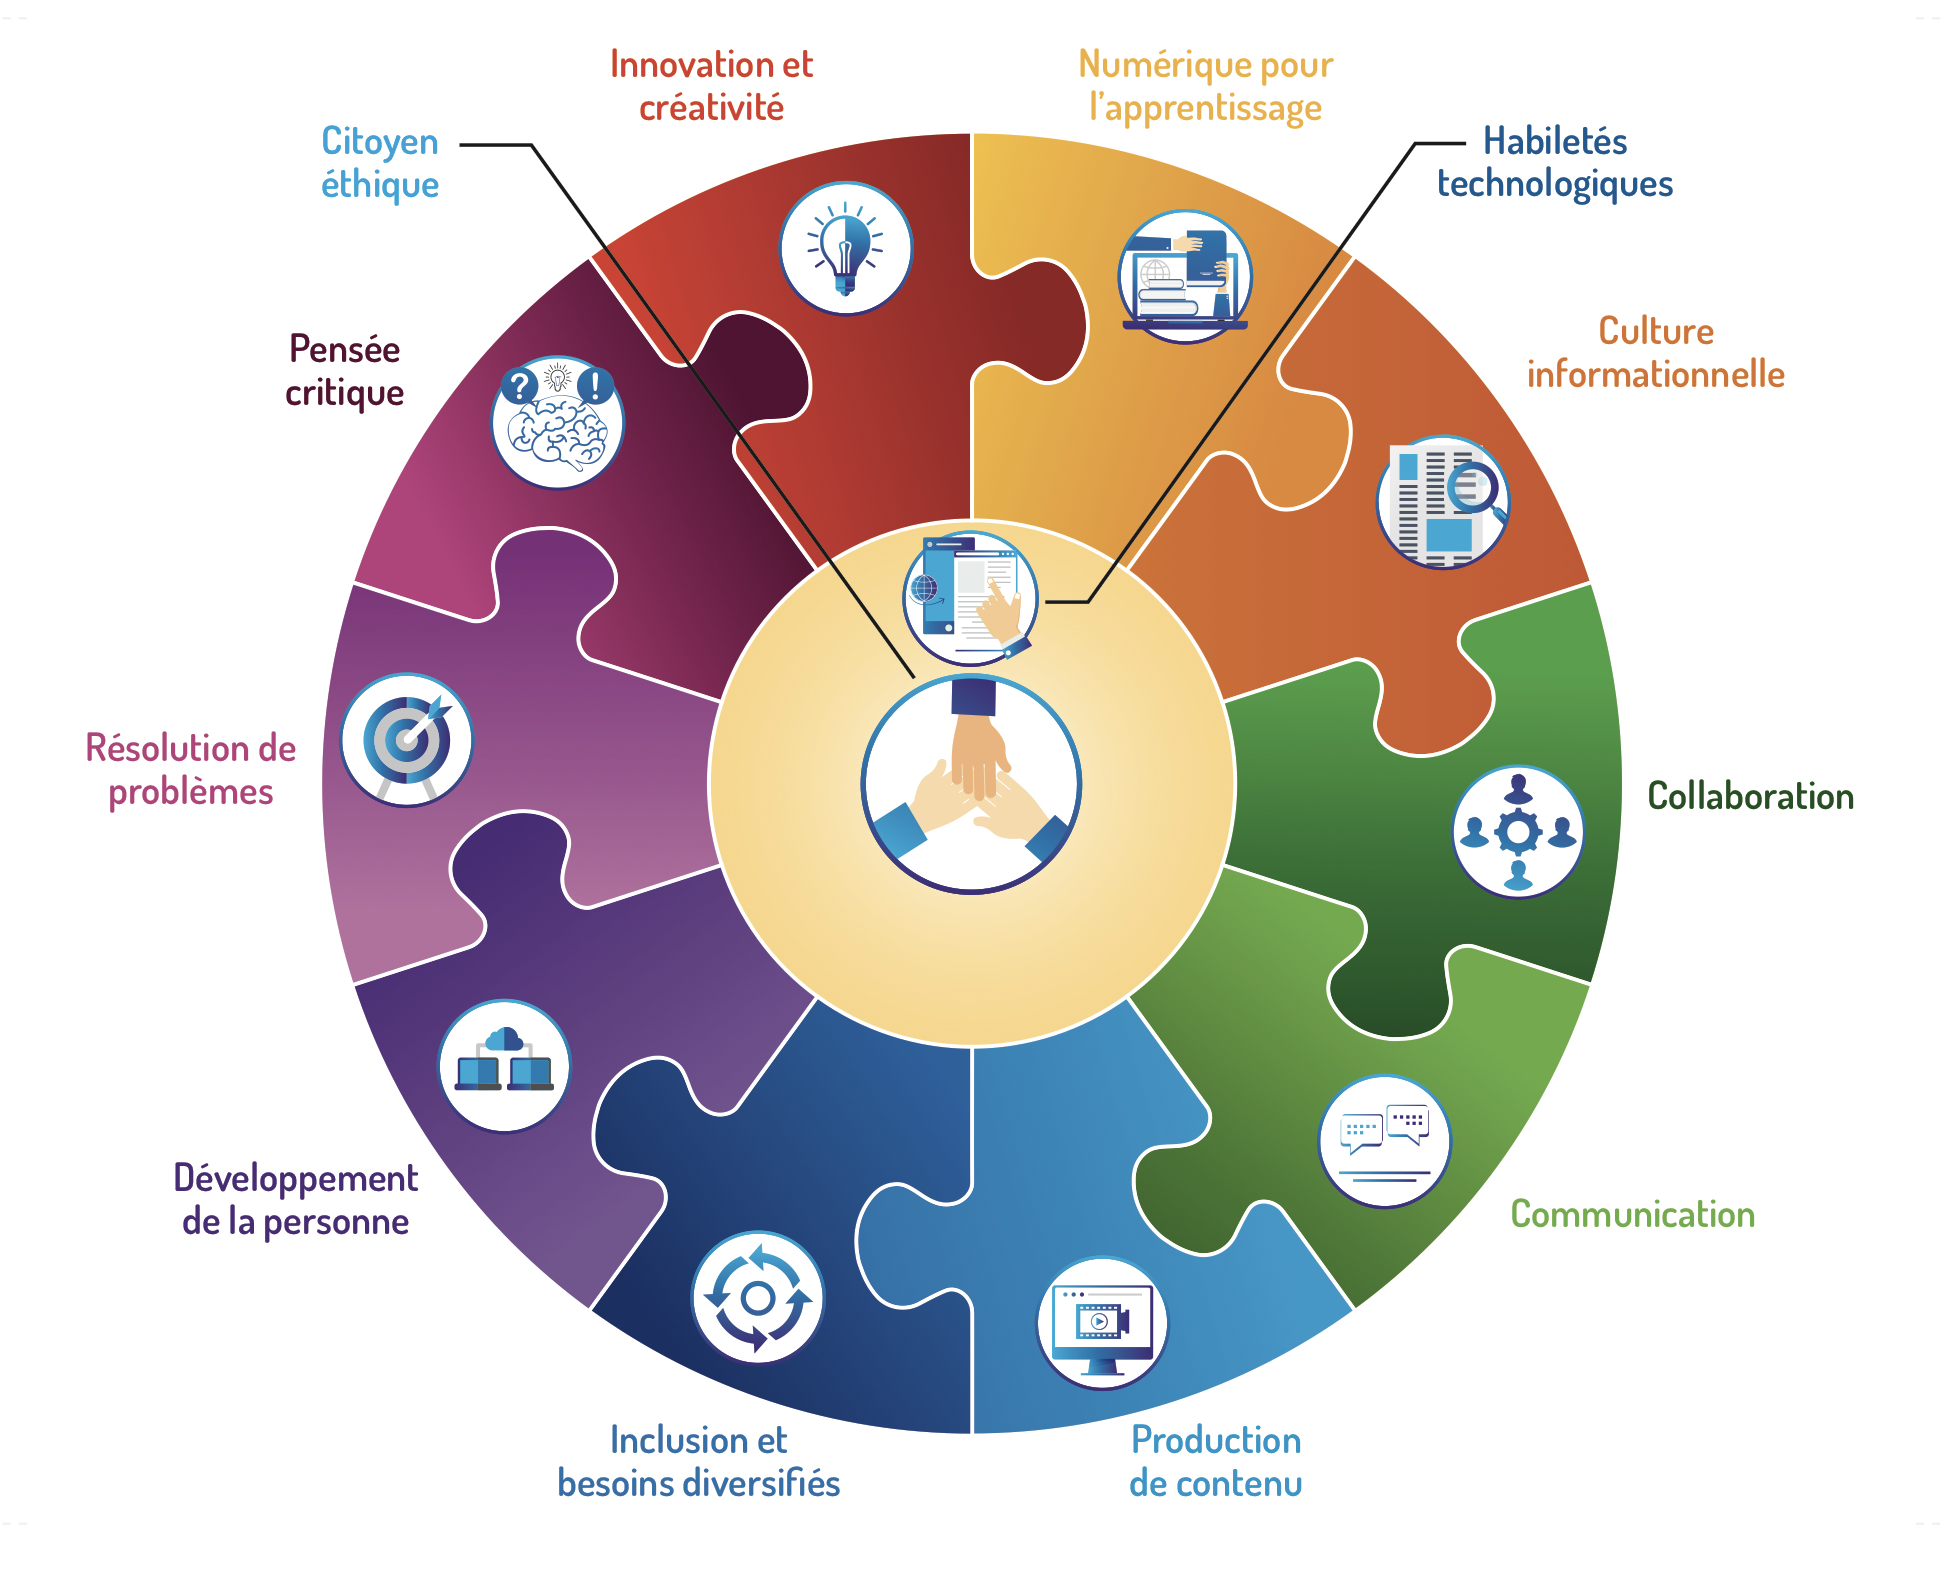 Innovation et
créativité
Numérique pour
l'apprentissage
Citoyen
éthique
Habiletés
technologiques
Pensée
critique
?
!
Culture
informationnelle
Résolution de
problèmes
Collaboration
Développement
de la personne
Communication
Inclusion et
besoins diversifiés
Production
de contenu